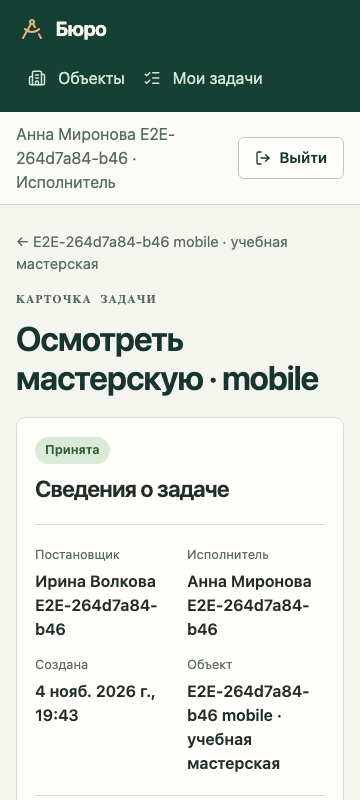 Бюро
Объекты
Мои задачи
Анна Миронова E2E-
264d7a84-b46 ·
Исполнитель
Выйти
← E2E-264d7a84-b46 mobile · учебная
мастерская
КАРТОЧКА ЗАДАЧИ
Осмотреть
мастерскую · mobile
Принята
Сведения о задаче
Постановщик
Ирина Волкова
E2E-264d7a84-
b46
Исполнитель
Анна Миронова
E2E-264d7a84-
b46
Создана
4 нояб. 2026 г.,
19:43
Объект
E2E-264d7a84-
b46 mobile ·
учебная
мастерская